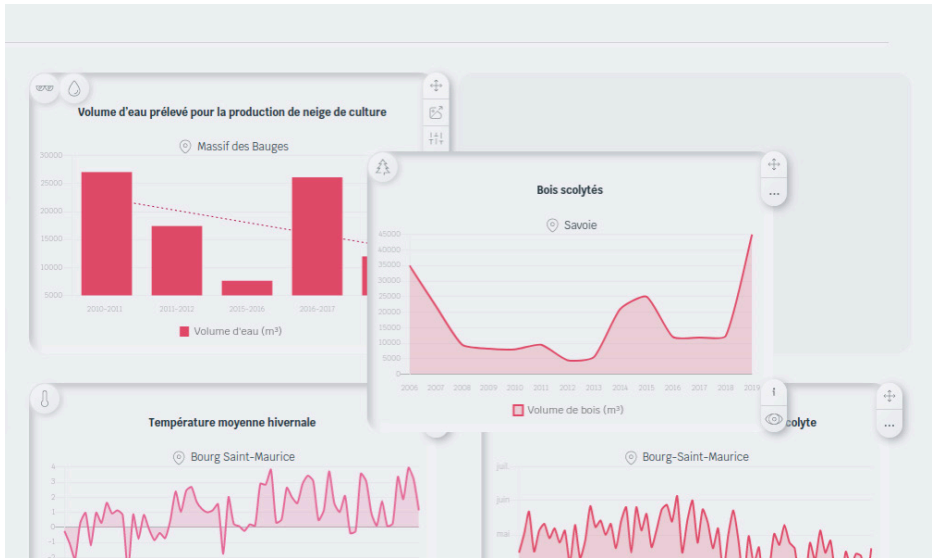 Volume d'eau prélevé pour la production de neige de culture
Massif des Bauges
30000
25000
20000
15000
10000
5000
2010-2011
2011-2012
2015-2016
2016-2017
Volume d'eau (m³)
Bois scolytés
Savoie
45000
40000
35000
30000
25000
20000
15000
10000
5000
0
2006 2007 2008 2009 2010 2011 2012 2013 2014 2015 2016 2017 2018 2019
Volume de bois (m³)
Température moyenne hivernale
Bourg Saint-Maurice
4
3
2
1
0
-1
-2
colyte
Bourg-Saint-Maurice
juil.
juin
mai